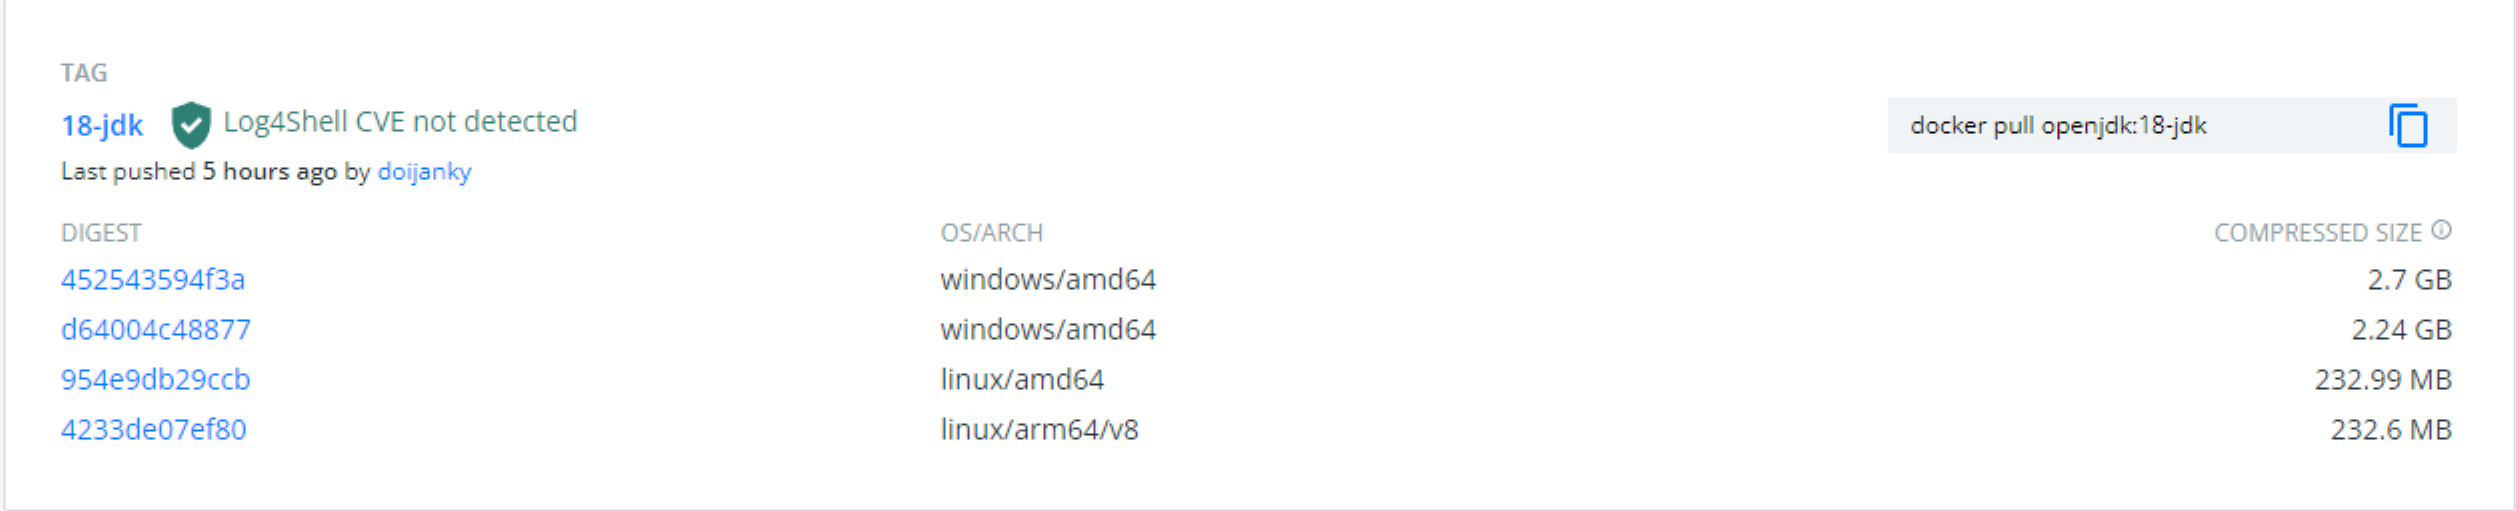 TAG
18-jdk Log4Shell CVE not detected
docker pull openjdk:18-jdk
Last pushed 5 hours ago by doijanky
DIGEST OS/ARCH COMPRESSED SIZE
452543594f3a windows/amd64 2.7 GB
d64004c48877 windows/amd64 2.24 GB
954e9db29ccb linux/amd64 232.99 MB
4233de07ef80 linux/arm64/v8 232.6 MB